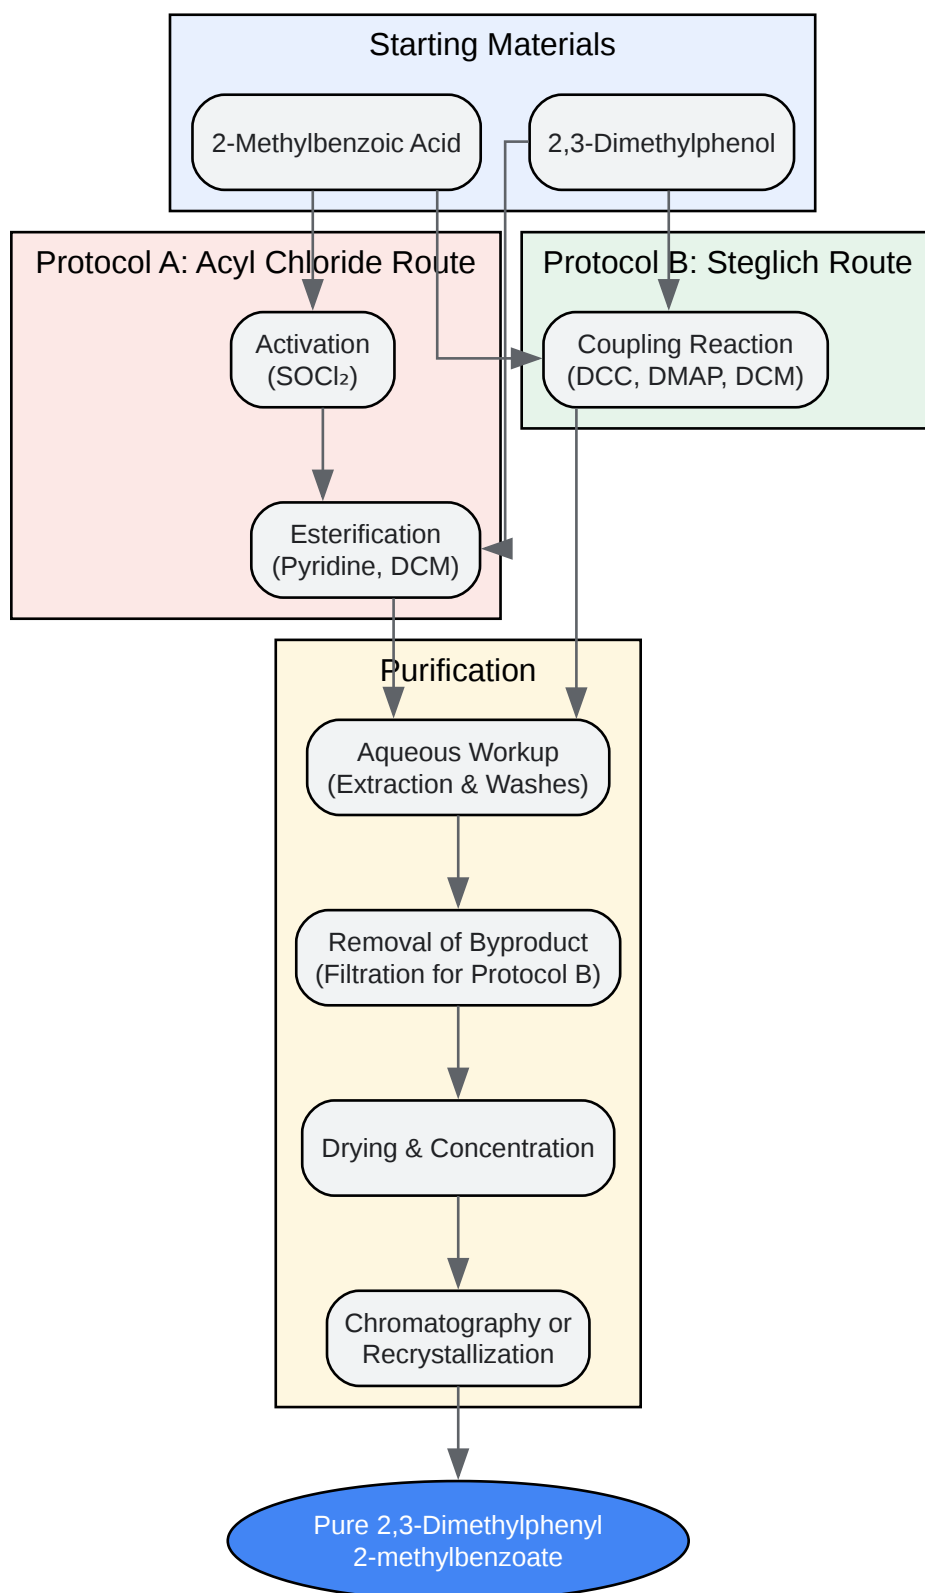 Starting Materials
2-Methylbenzoic Acid
2,3-Dimethylphenol
Protocol A: Acyl Chloride Route
Protocol B: Steglich Route
Activation
(SOCl₂)
Coupling Reaction
(DCC, DMAP, DCM)
Esterification
(Pyridine, DCM)
Purification
Aqueous Workup
(Extraction & Washes)
Removal of Byproduct
(Filtration for Protocol B)
Drying & Concentration
Chromatography or
Recrystallization
Pure 2,3-Dimethylphenyl
2-methylbenzoate